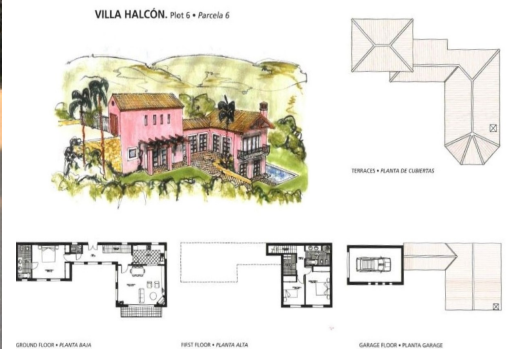 VILLA HALCÓN. Plot 6 • Parcela 6
TERRACES • PLANTA DE CUBIERTAS
GROUND FLOOR • PLANTA BAJA
FIRST FLOOR • PLANTA ALTA
GARAGE FLOOR • PLANTA GARAGE